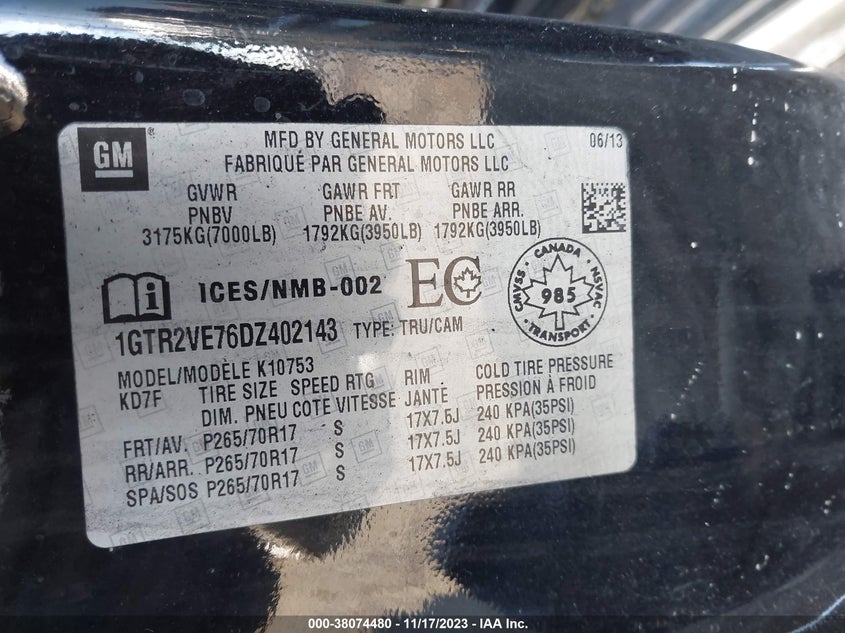 GM
MFD BY GENERAL MOTORS LLC
FABRIQUÉ PAR GENERAL MOTORS LLC
06/13
GVWR GAWR FRT GAWR RR
PNBV PNBE AV. PNBE ARR.
3175KG(7000LB) 1792KG(3950LB) 1792KG(3950LB)
ICES/NMB-002 EC
CANADA
CMVSS 985 NSVAC
TRANSPORT
1GTR2VE76DZ402143 TYPE: TRU/CAM
MODEL/MODÈLE K10753
KD7F TIRE SIZE SPEED RTG RIM COLD TIRE PRESSURE
DIM. PNEU COTE VITESSE JANTE PRESSION À FROID
FRT/AV. P265/70R17 S 17X7.5J 240 KPA(35PSI)
RR/ARR. P265/70R17 S 17X7.5J 240 KPA(35PSI)
SPA/SOS P265/70R17 S 17X7.5J 240 KPA(35PSI)
000-38074480 - 11/17/2023 - IAA Inc.